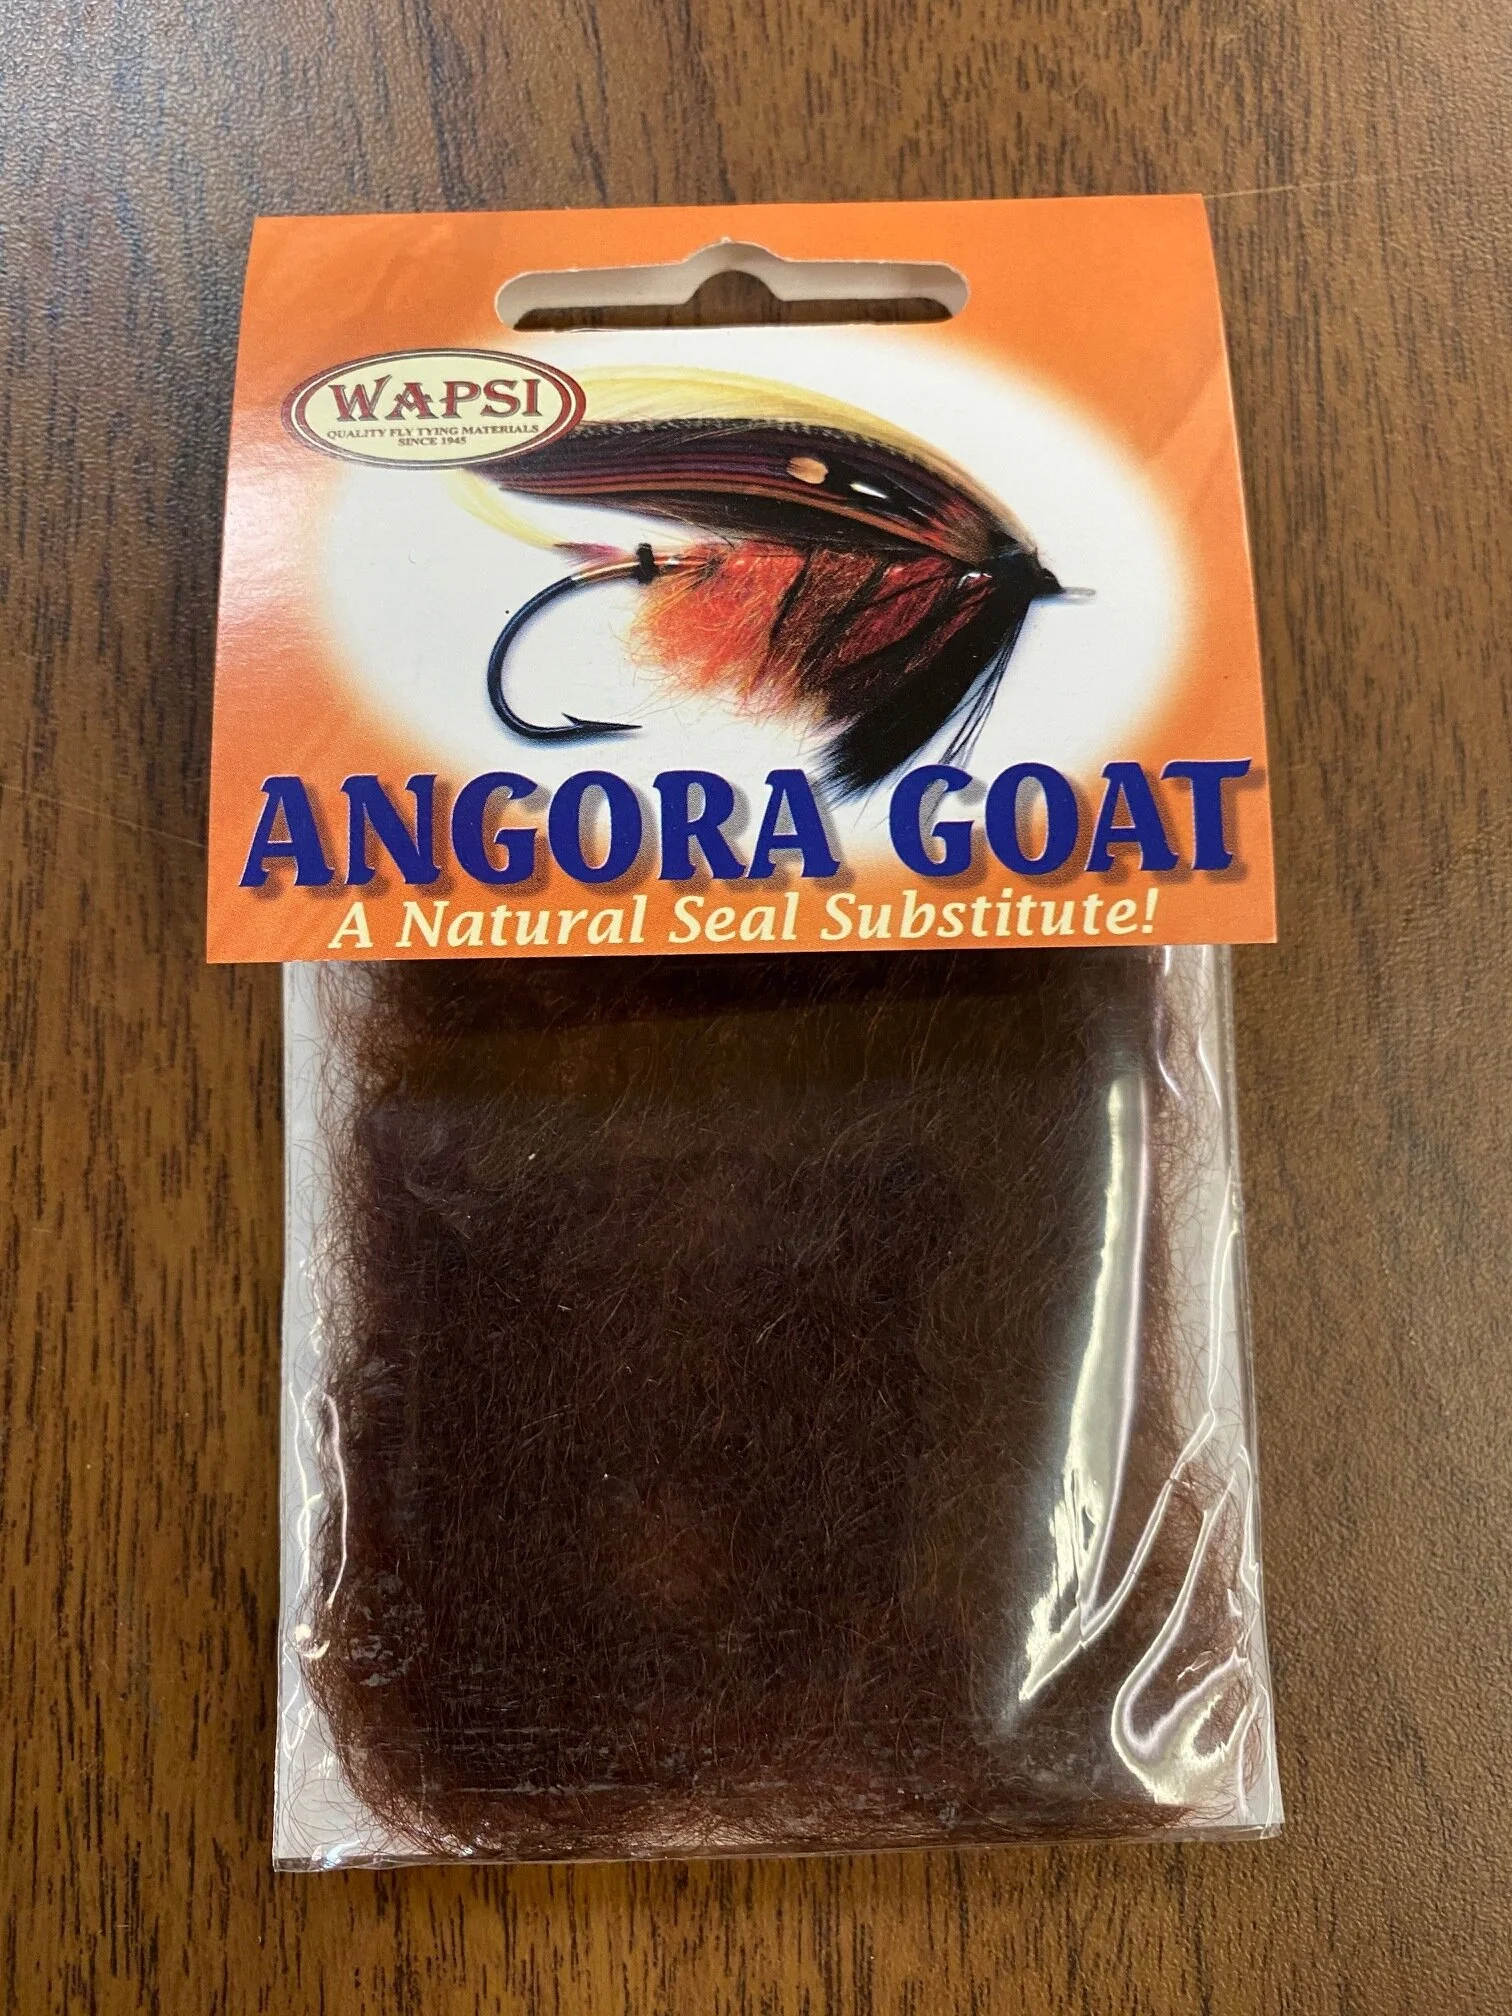 WAPSI
QUALITY FLY TYING MATERIALS
SINCE 1945
ANGORA GOAT
A Natural Seal Substitute!